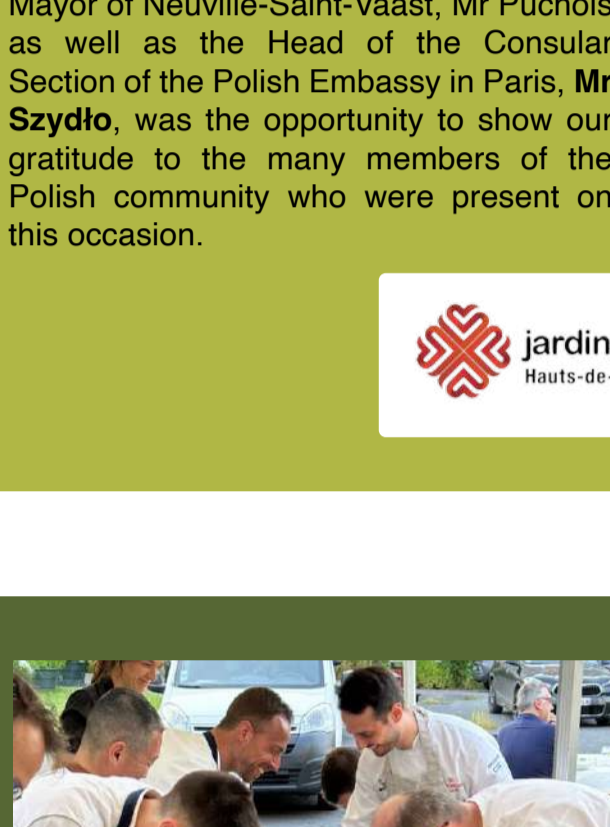 Mayor of Neuville-Saint-Vaast, Mr Puchois
as well as the Head of the Consular
Section of the Polish Embassy in Paris, Mr
Szydło, was the opportunity to show our
gratitude to the many members of the
Polish community who were present on
this occasion.
jardin
Hauts-de-